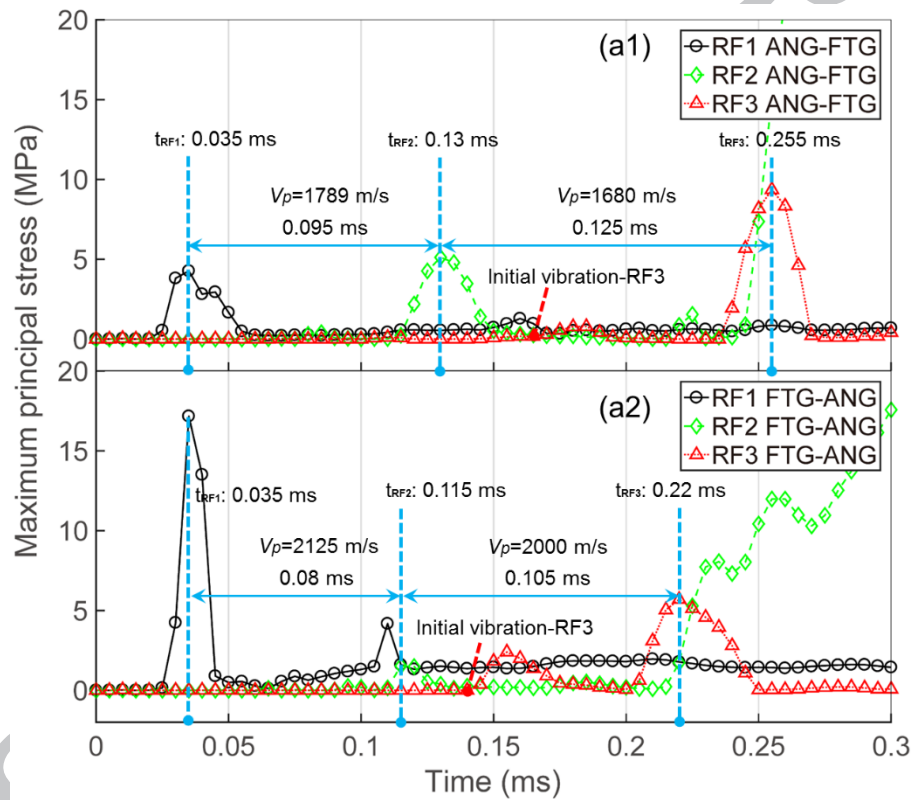 20
(a1)
RF1 ANG-FTG
RF2 ANG-FTG
RF3 ANG-FTG
15
tRF1: 0.035 ms
tRF2: 0.13 ms
tRF3: 0.255 ms
10
Vp=1789 m/s
Vp=1680 m/s
0.095 ms
0.125 ms
5
Initial vibration-RF3
0
Maximum principal stress (MPa)
20
(a2)
RF1 FTG-ANG
RF2 FTG-ANG
RF3 FTG-ANG
15
tRF1: 0.035 ms
tRF2: 0.115 ms
tRF3: 0.22 ms
10
Vp=2125 m/s
Vp=2000 m/s
0.08 ms
0.105 ms
5
Initial vibration-RF3
0
0 0.05 0.1 0.15 0.2 0.25 0.3
Time (ms)